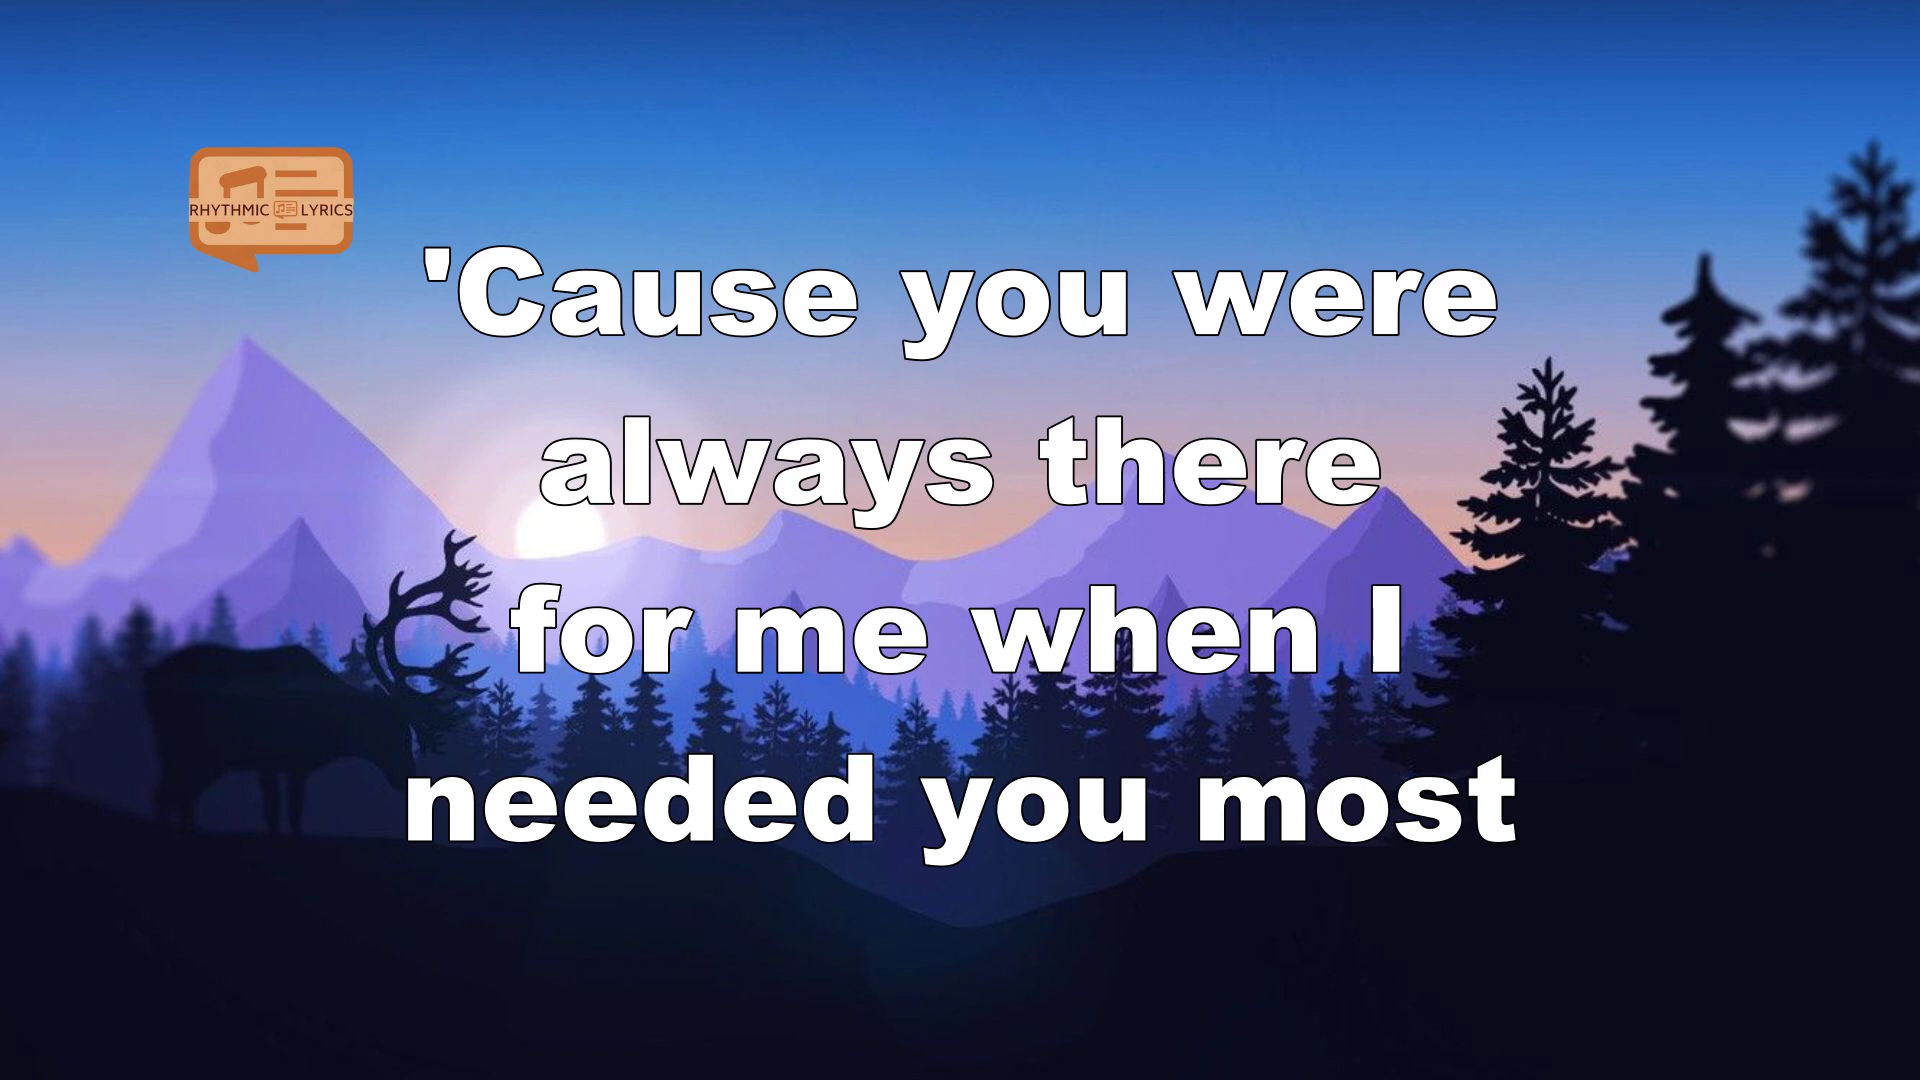 RHYTHMIC LYRICS
'Cause you were
always there
for me when I
needed you most